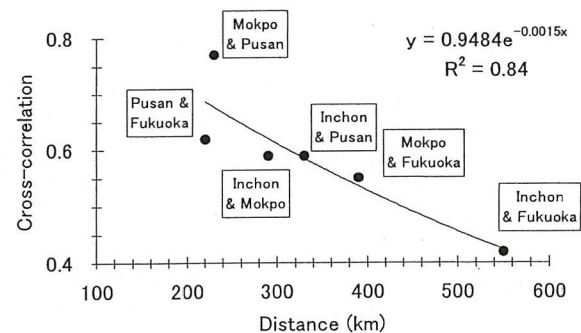 Mokpo
& Pusan
y = 0.9484e^-0.0015x
R² = 0.84
Pusan &
Fukuoka
Inchon
& Pusan
Mokpo
& Fukuoka
Inchon
& Mokpo
Inchon
& Fukuoka
Cross-correlation
0.8
0.6
0.4
100 200 300 400 500 600
Distance (km)